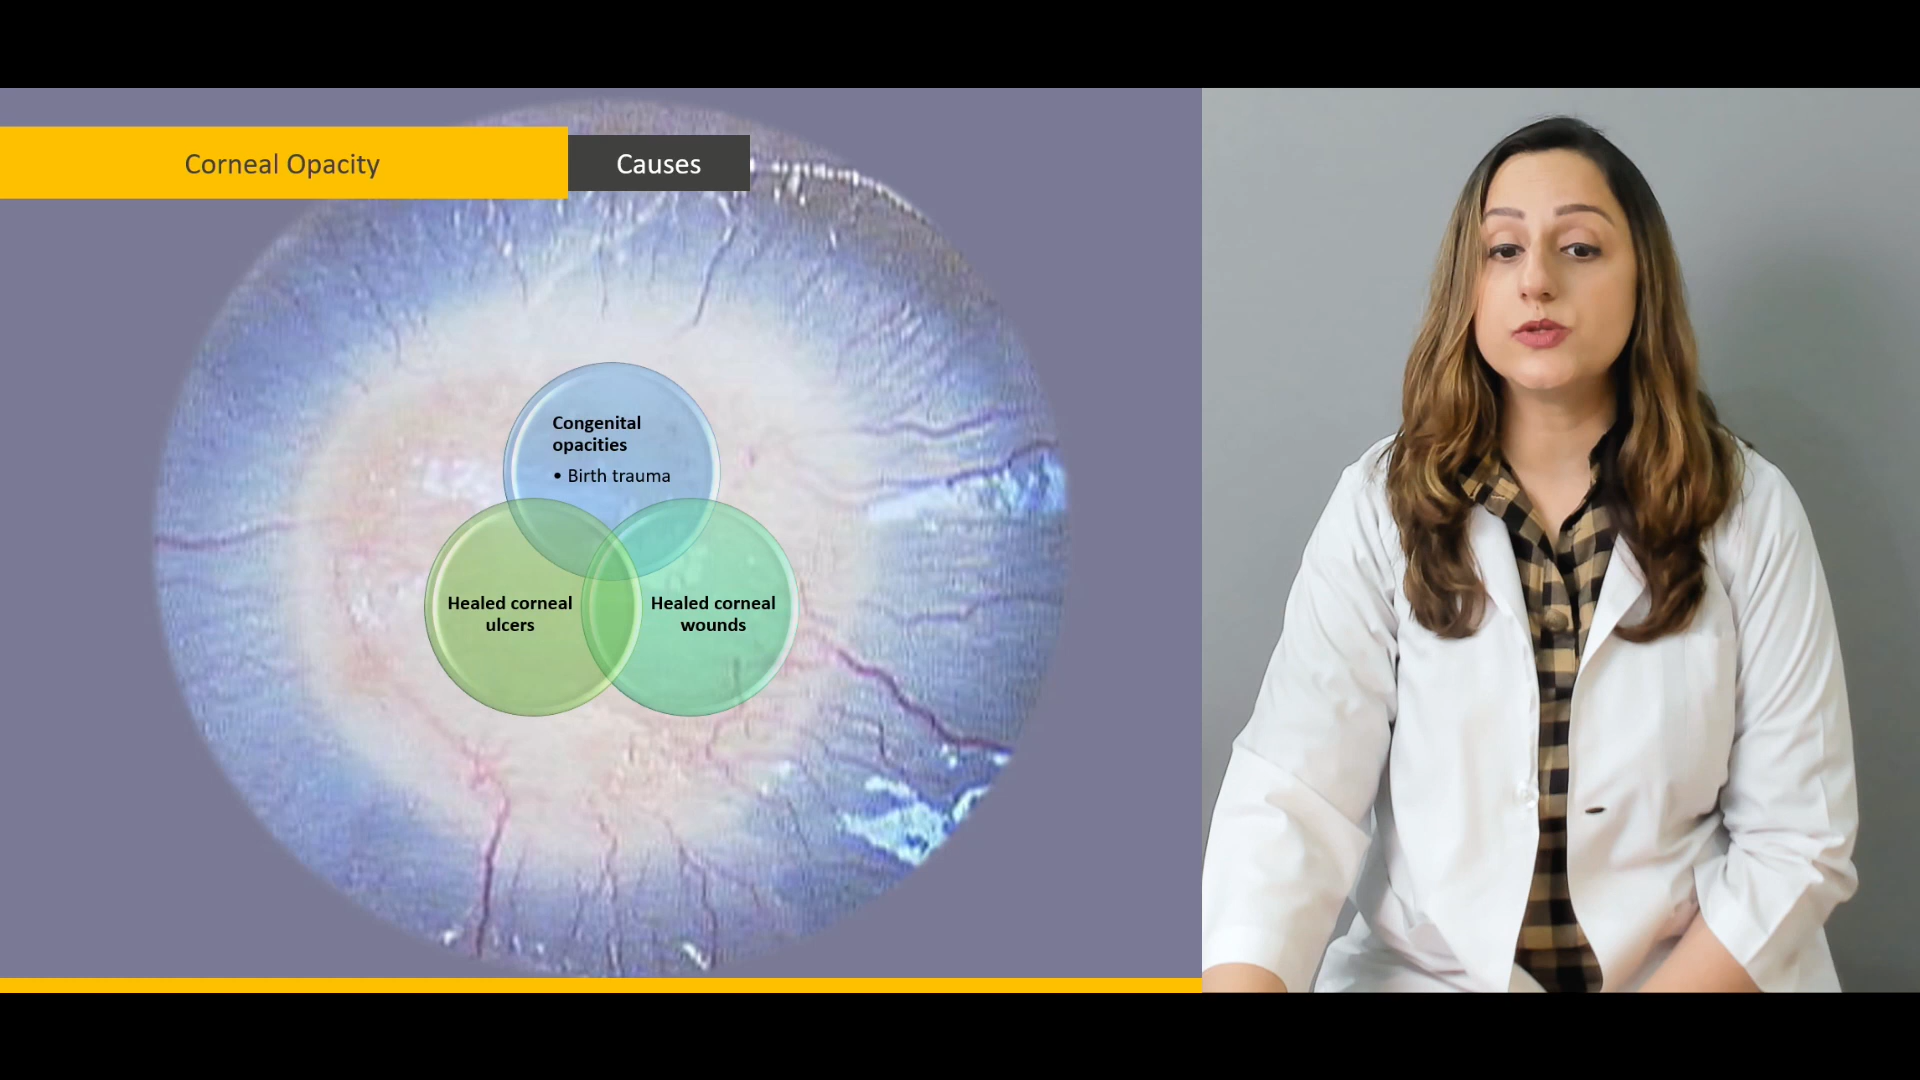 Corneal Opacity
Causes
Congenital
opacities
• Birth trauma
Healed corneal
ulcers
Healed corneal
wounds